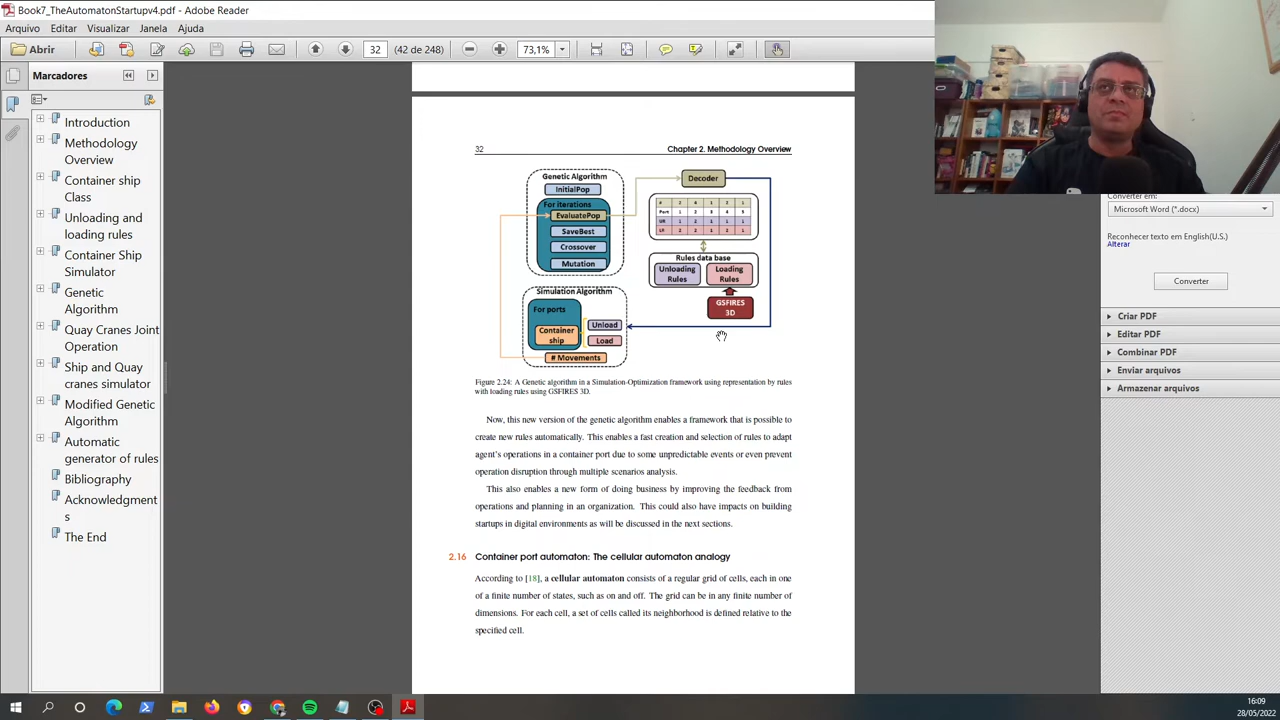 Book7_TheAutomatonStartupv4.pdf - Adobe Reader
Arquivo Editar Visualizar Janela Ajuda
Abrir
32 (42 de 248)
73,1%
Marcadores
Introduction
Methodology
Overview
Container ship
Class
Unloading and
loading rules
Container Ship
Simulator
Genetic
Algorithm
Quay Cranes Joint
Operation
Ship and Quay
cranes simulator
Modified Genetic
Algorithm
Automatic
generator of rules
Bibliography
Acknowledgment
s
The End
32 Chapter 2. Methodology Overview
Genetic Algorithm
InitialPop
For iterations
EvaluatePop
SaveBest
Crossover
Mutation
Simulation Algorithm
For ports
Container
ship
Unload
Load
# Movements
Decoder
Rules data base
Unloading
Rules
Loading
Rules
GSFIRES
3D
Figure 2.24: A Genetic algorithm in a Simulation-Optimization framework using representation by rules
with loading rules using GSFIRES 3D.
Now, this new version of the genetic algorithm enables a framework that is possible to
create new rules automatically. This enables a fast creation and selection of rules to adapt
agent's operations in a container port due to some unpredictable events or even prevent
operation disruption through multiple scenarios analysis.
This also enables a new form of doing business by improving the feedback from
operations and planning in an organization. This could also have impacts on building
startups in digital environments as will be discussed in the next sections.
2.16 Container port automaton: The cellular automaton analogy
According to [18], a cellular automaton consists of a regular grid of cells, each in one
of a finite number of states, such as on and off. The grid can be in any finite number of
dimensions. For each cell, a set of cells called its neighborhood is defined relative to the
specified cell.
Converter em:
Microsoft Word (*.docx)
Reconhecer texto em English(U.S.)
Alterar
Converter
Criar PDF
Editar PDF
Combinar PDF
Enviar arquivos
Armazenar arquivos
16:09
28/05/2022